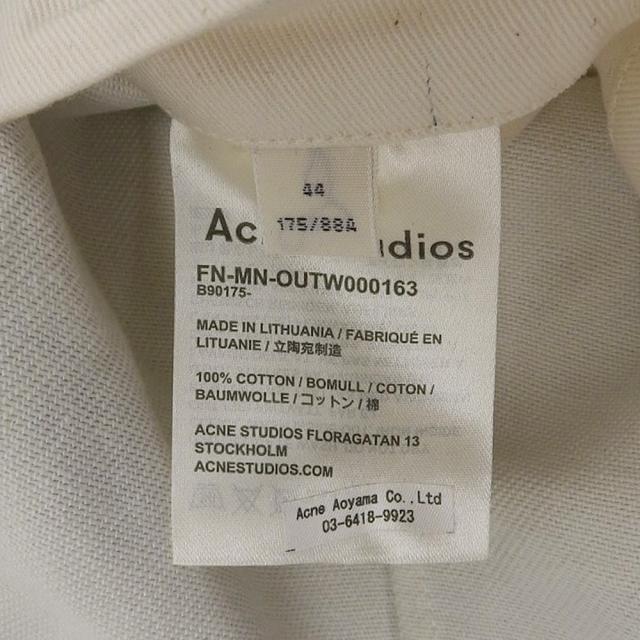 44
175/88A
Ac dios
FN-MN-OUTW000163
B90175-
MADE IN LITHUANIA / FABRIQUÉ EN
LITUANIE / 立陶宛制造
100% COTTON / BOMULL / COTON /
BAUMWOLLE / コットン / 棉
ACNE STUDIOS FLORAGATAN 13
STOCKHOLM
ACNESTUDIOS.COM
Acne Aoyama Co.,Ltd
03-6418-9923